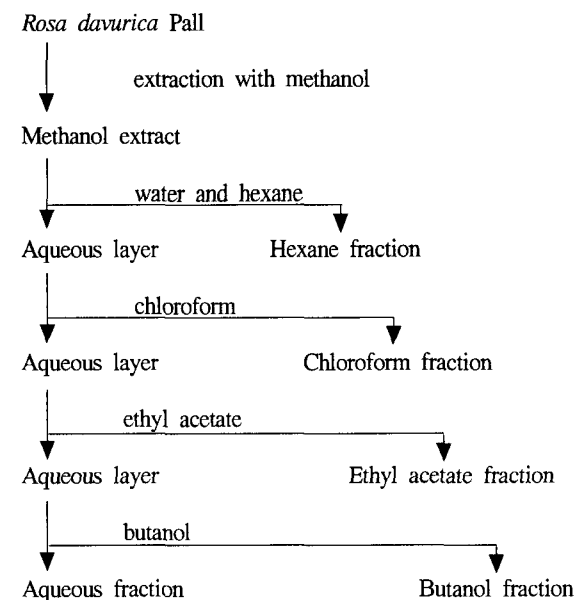 Rosa davurica Pall
extraction with methanol
Methanol extract
water and hexane
Aqueous layer Hexane fraction
chloroform
Aqueous layer Chloroform fraction
ethyl acetate
Aqueous layer Ethyl acetate fraction
butanol
Aqueous fraction Butanol fraction